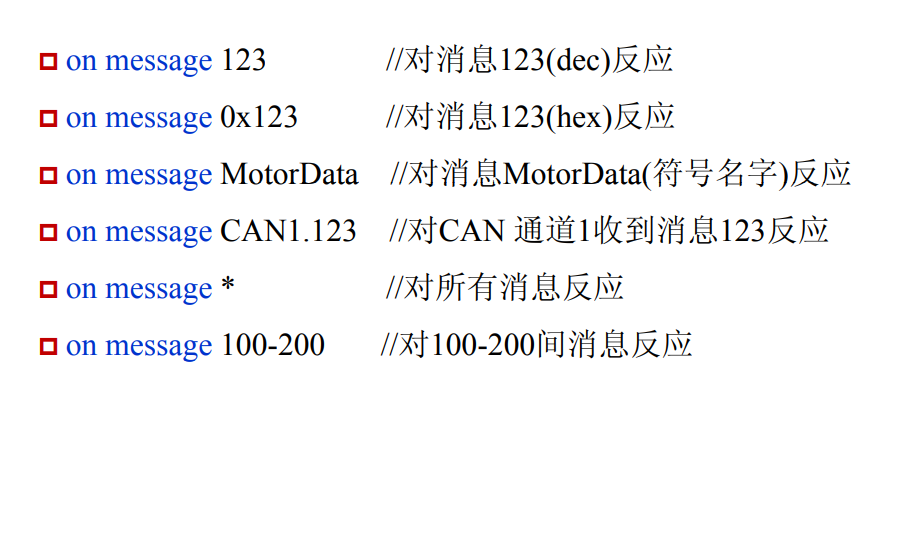 on message 123 //对消息123(dec)反应
on message 0x123 //对消息123(hex)反应
on message MotorData //对消息MotorData(符号名字)反应
on message CAN1.123 //对CAN 通道1收到消息123反应
on message * //对所有消息反应
on message 100-200 //对100-200间消息反应